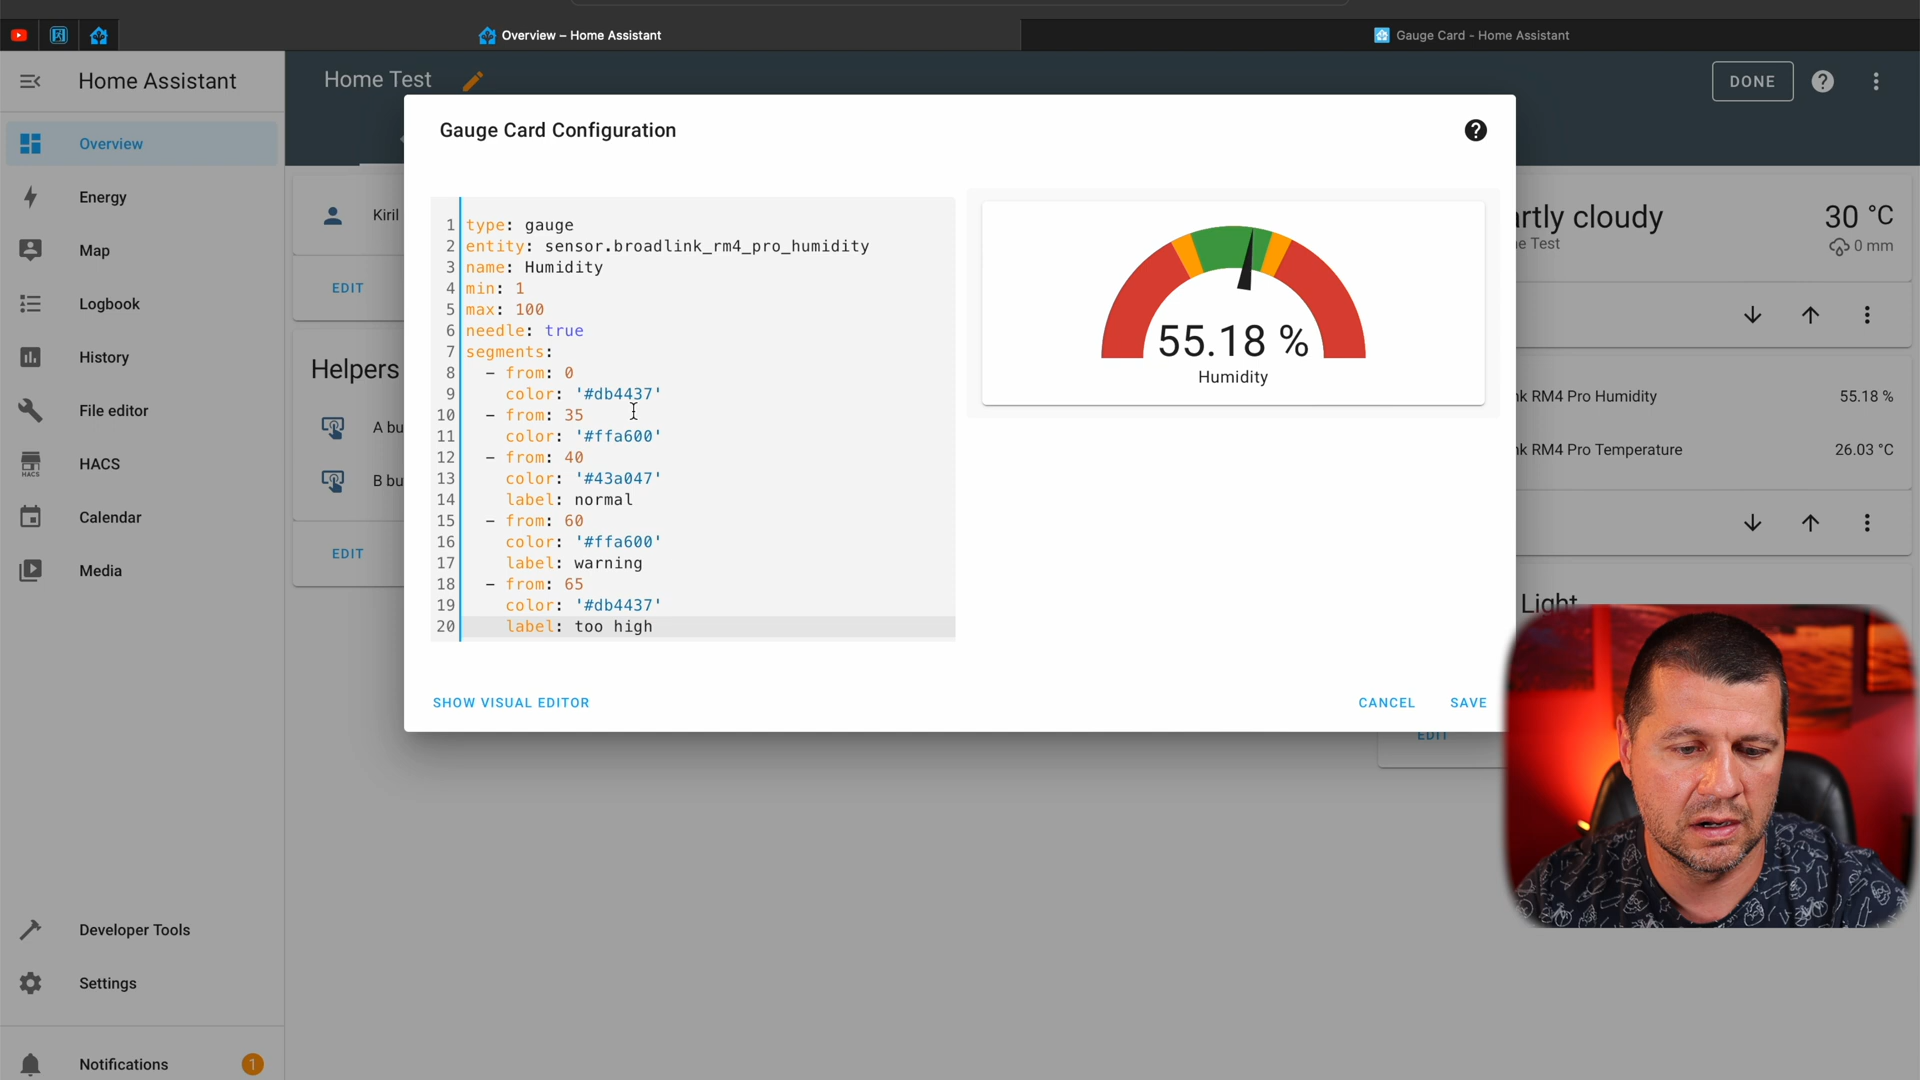 Overview – Home Assistant
Gauge Card - Home Assistant
Home Assistant
Home Test
DONE
Overview
Energy
Map
Logbook
History
File editor
HACS
Calendar
Media
Developer Tools
Settings
Notifications
1
Kiril
EDIT
Helpers
A bu
B bu
EDIT
Gauge Card Configuration
1 type: gauge
2 entity: sensor.broadlink_rm4_pro_humidity
3 name: Humidity
4 min: 1
5 max: 100
6 needle: true
7 segments:
8 - from: 0
9 color: '#db4437'
10 - from: 35
11 color: '#ffa600'
12 - from: 40
13 color: '#43a047'
14 label: normal
15 - from: 60
16 color: '#ffa600'
17 label: warning
18 - from: 65
19 color: '#db4437'
20 label: too high
55.18 %
Humidity
SHOW VISUAL EDITOR
CANCEL
SAVE
rtly cloudy
30 °C
e Test
0 mm
k RM4 Pro Humidity
55.18 %
k RM4 Pro Temperature
26.03 °C
Light
EDIT